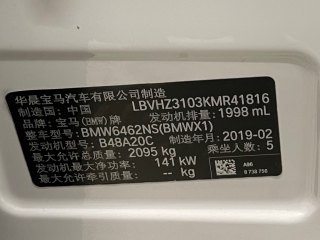 华晨宝马汽车有限公司制造
制造国：中国 LBVHZ3103KMR41816
品牌：宝马(BMW)牌 发动机排量：1998 mL
整车型号：BMW6462NS(BMWX1)
发动机型号：B48A20C 制造年月：2019-02
最大允许总质量：2095 kg 乘坐人数：5
发动机最大净功率：141 kW A96
最大允许牵引质量：-- kg 8 738 756